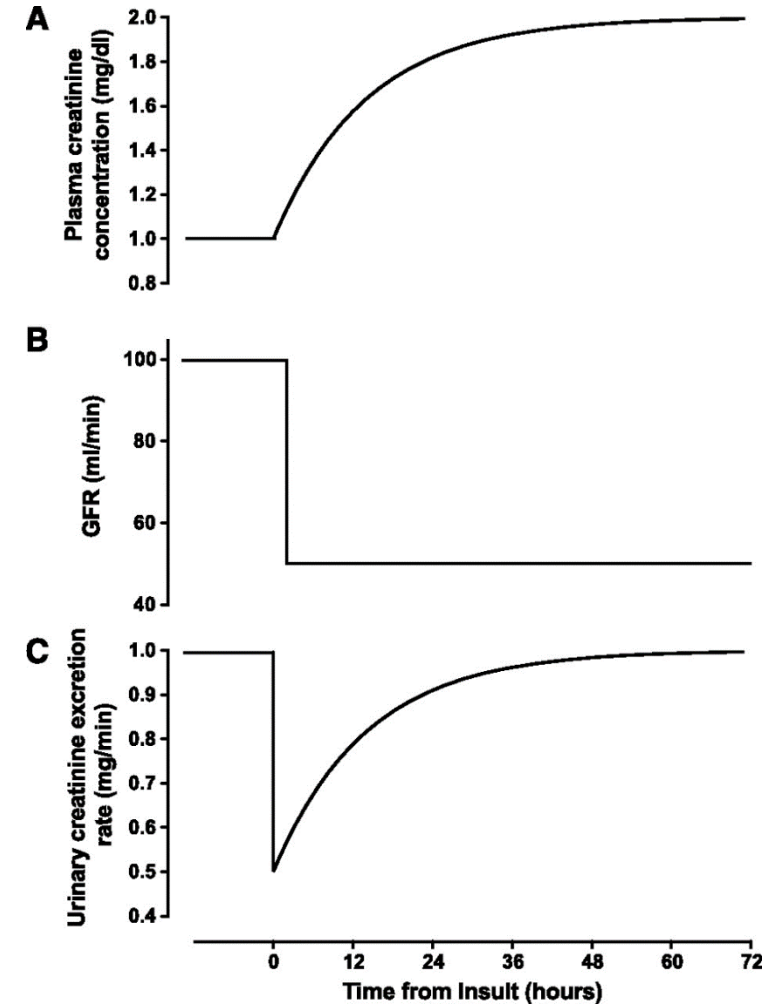 A
Plasma creatinine
concentration (mg/dl)
2.0
1.8
1.6
1.4
1.2
1.0
0.8
B
GFR (ml/min)
100
80
60
40
C
Urinary creatinine excretion
rate (mg/min)
1.0
0.9
0.8
0.7
0.6
0.5
0.4
0 12 24 36 48 60 72
Time from Insult (hours)